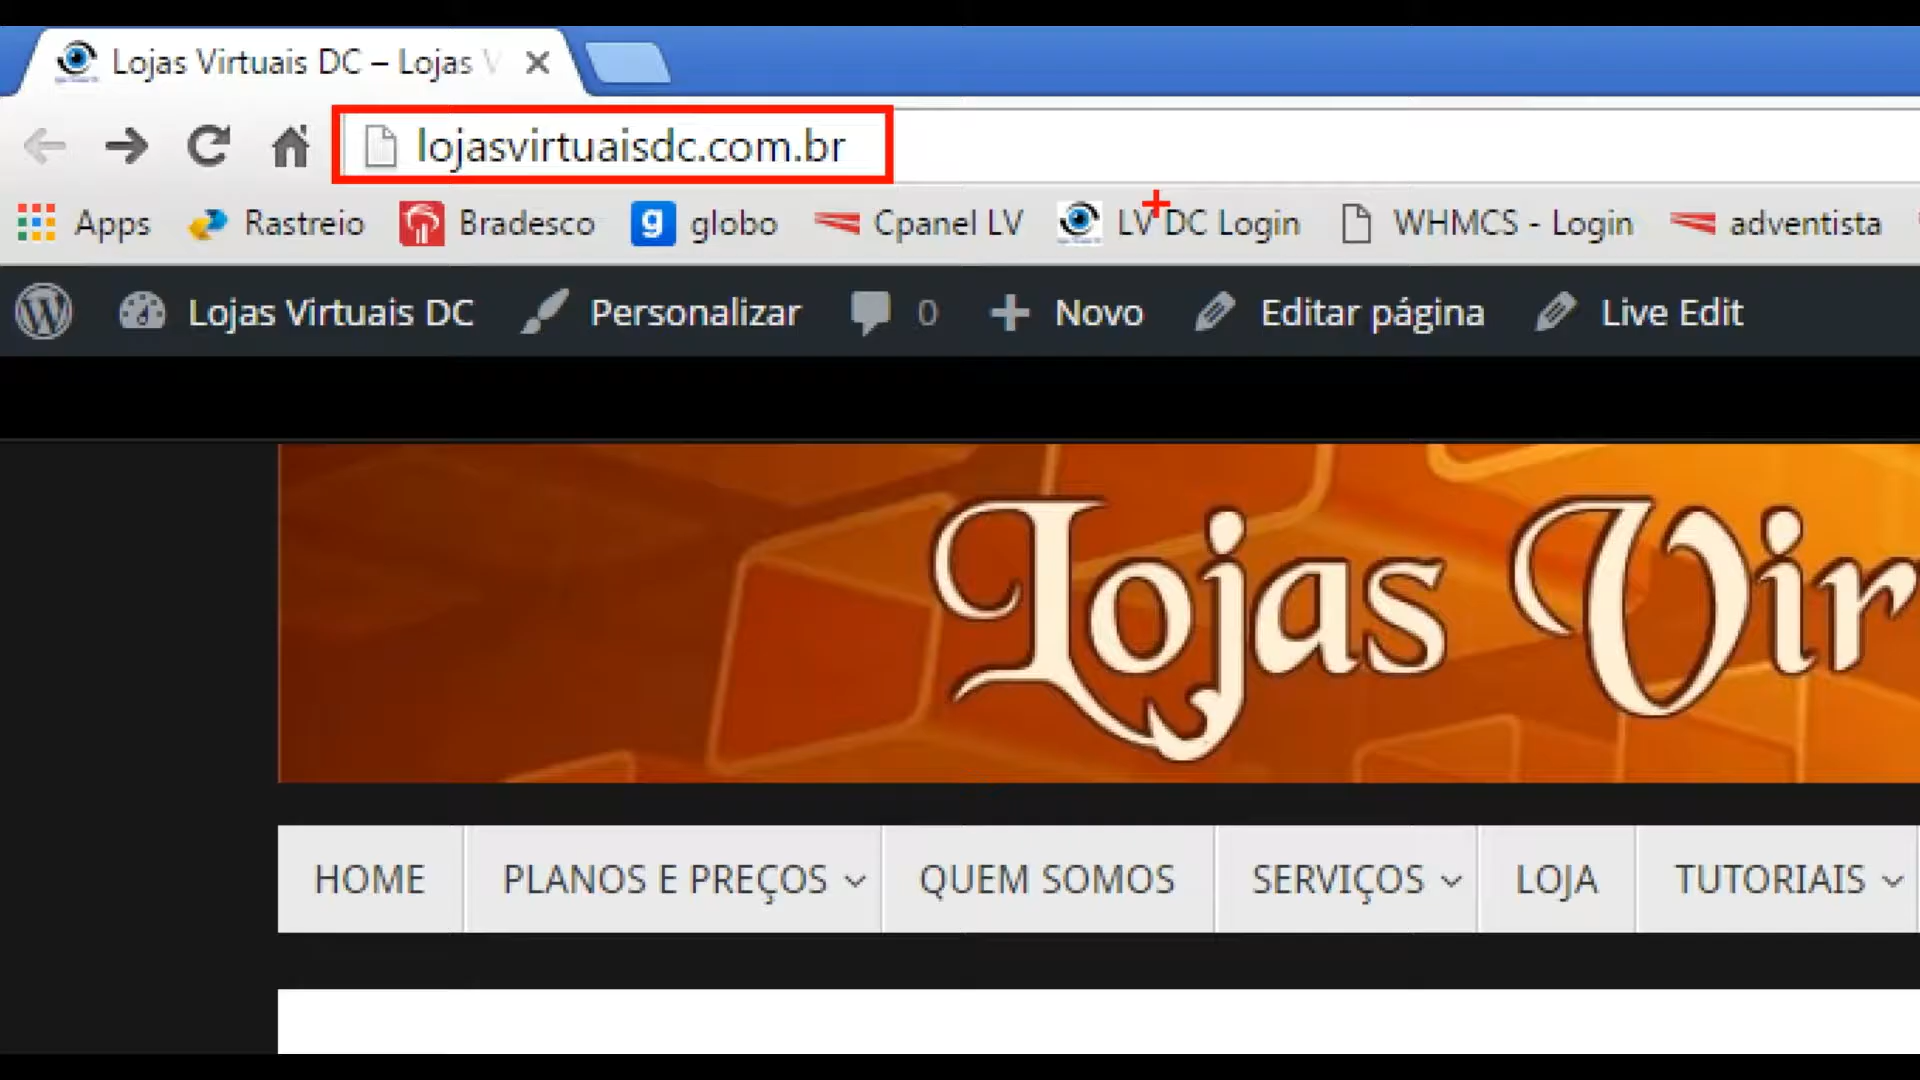 Lojas Virtuais DC – Lojas V
lojasvirtuaisdc.com.br
Apps Rastreio Bradesco g globo Cpanel LV LV DC Login WHMCS - Login adventista
Lojas Virtuais DC Personalizar 0 Novo Editar página Live Edit
Lojas Vir
HOME PLANOS E PREÇOS QUEM SOMOS SERVIÇOS LOJA TUTORIAIS